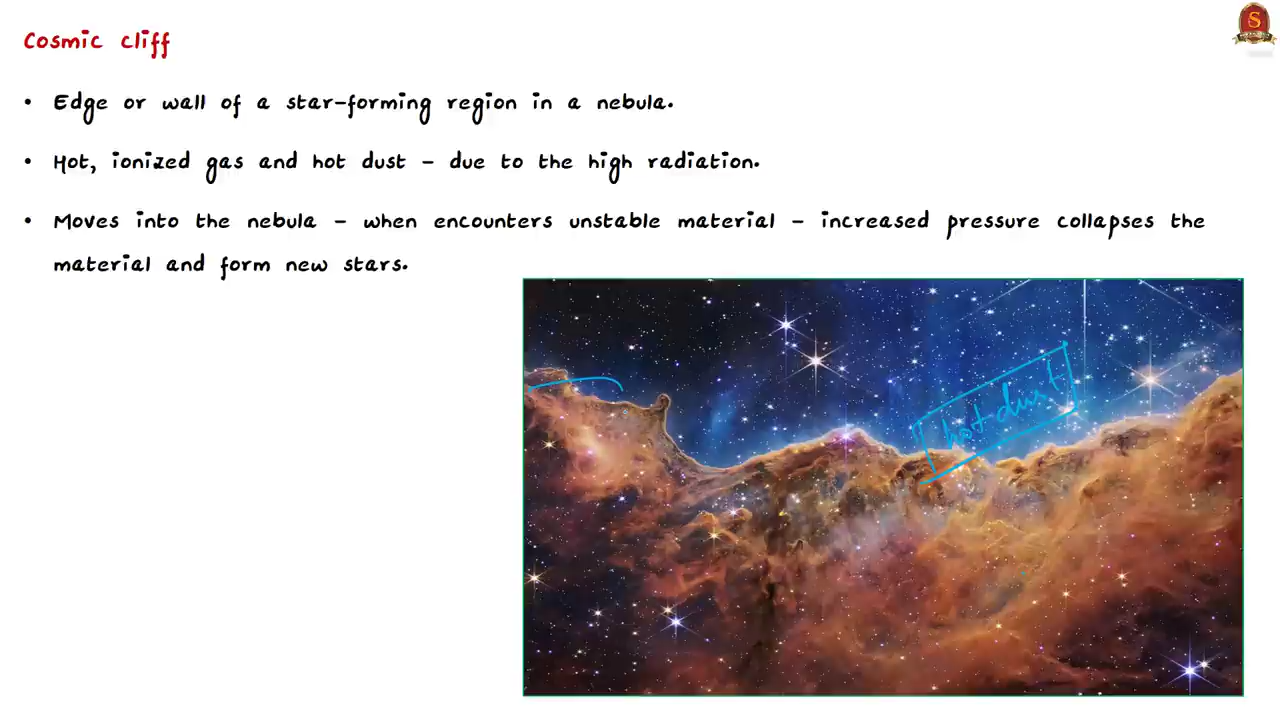 Cosmic cliff
• Edge or wall of a star-forming region in a nebula.
• Hot, ionized gas and hot dust – due to the high radiation.
• Moves into the nebula – when encounters unstable material – increased pressure collapses the
material and form new stars.
hot dust
S